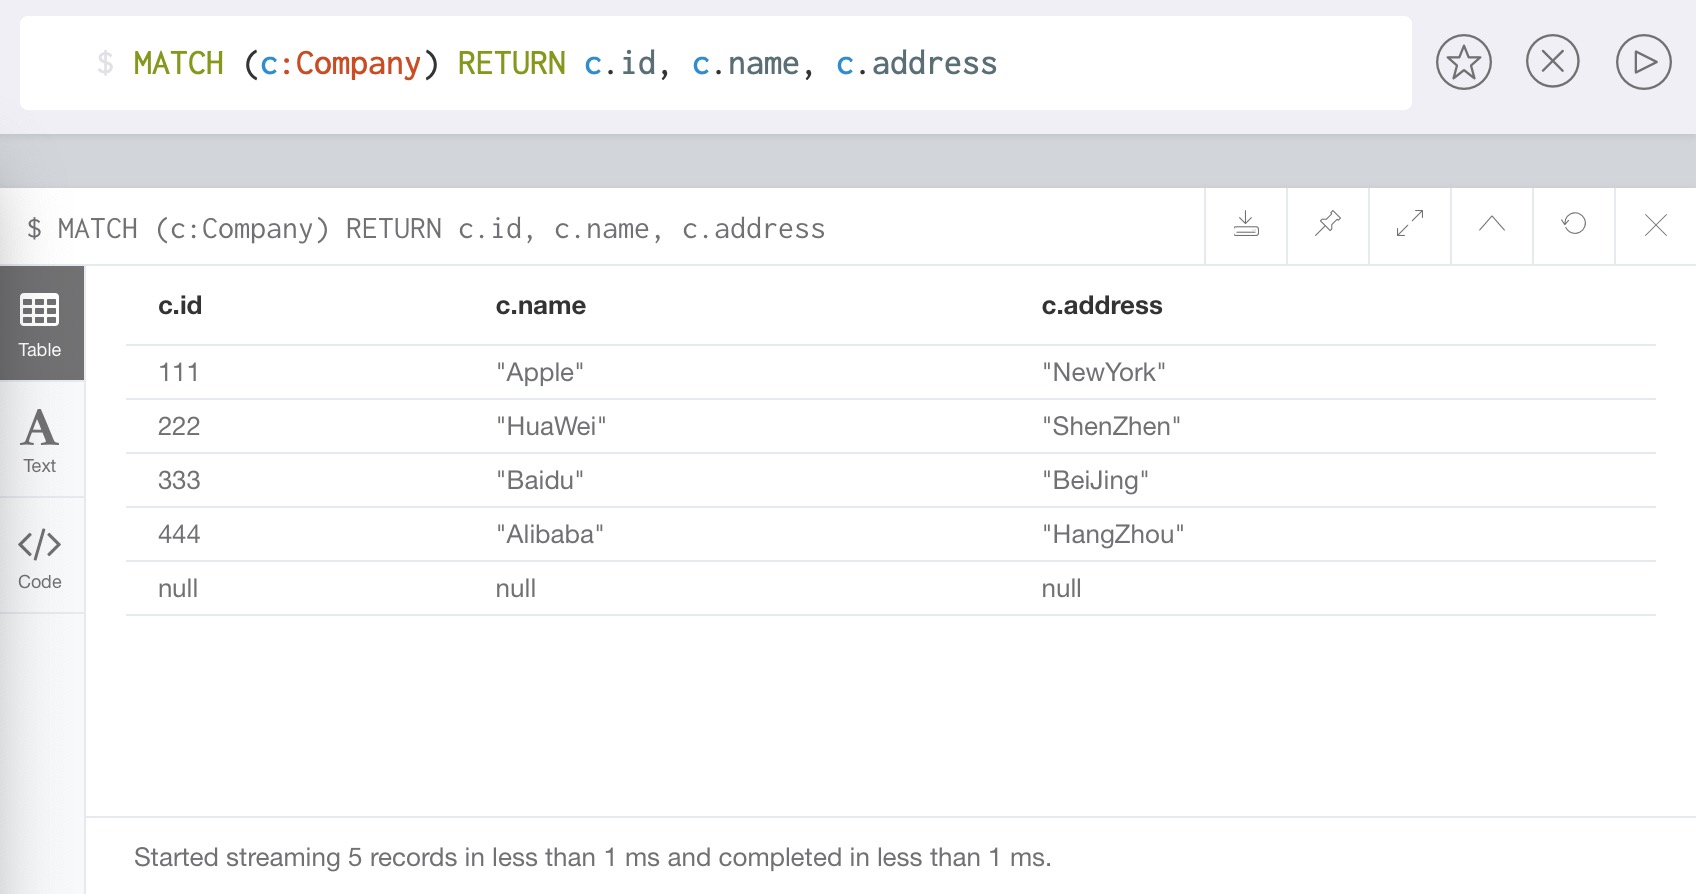 $ MATCH (c:Company) RETURN c.id, c.name, c.address
$ MATCH (c:Company) RETURN c.id, c.name, c.address
Table
A
Text
</>
Code
c.id c.name c.address
111 "Apple" "NewYork"
222 "HuaWei" "ShenZhen"
333 "Baidu" "BeiJing"
444 "Alibaba" "HangZhou"
null null null
Started streaming 5 records in less than 1 ms and completed in less than 1 ms.